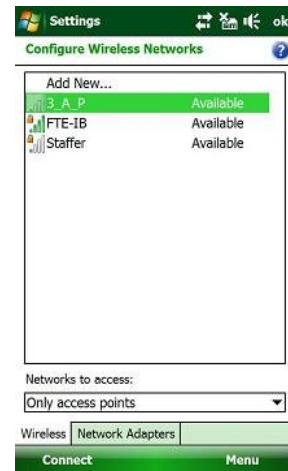 Settings ok
Configure Wireless Networks ?
Add New...
3_A_P Available
FTE-IB Available
Staffer Available
Networks to access:
Only access points
Wireless Network Adapters
Connect Menu